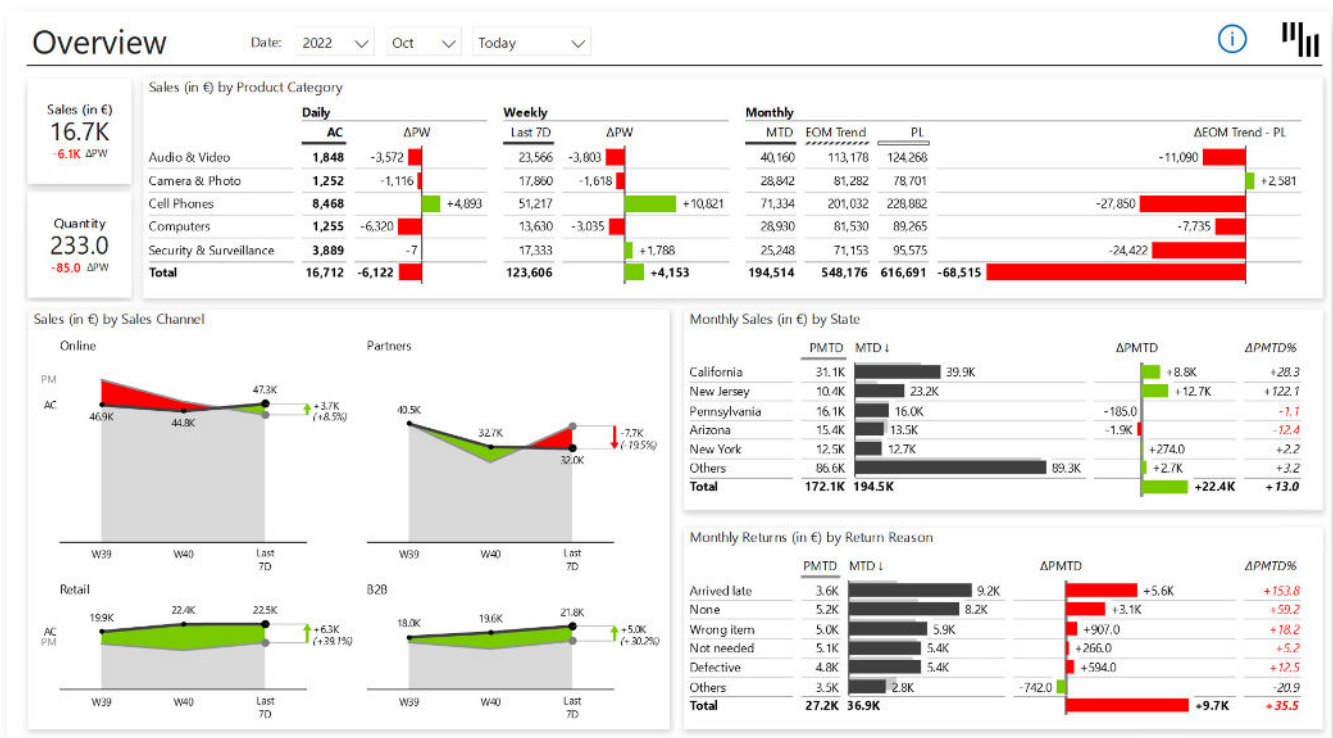 Overview
Date: 2022 Oct Today
Sales (in €)
16.7K
-6.1K ΔPW
Quantity
233.0
-85.0 ΔPW
Sales (in €) by Product Category
Daily Weekly Monthly
AC ΔPW Last 7D ΔPW MTD EOM Trend PL ΔEOM Trend - PL
Audio & Video 1,848 -3,572 23,566 -3,803 40,160 113,178 124,268 -11,090
Camera & Photo 1,252 -1,116 17,860 -1,618 28,842 81,282 78,701 +2,581
Cell Phones 8,468 +4,893 51,217 +10,821 71,334 201,032 228,882 -27,850
Computers 1,255 -6,320 13,630 -3,035 28,930 81,530 89,265 -7,735
Security & Surveillance 3,889 -7 17,333 +1,788 25,248 71,153 95,575 -24,422
Total 16,712 -6,122 123,606 +4,153 194,514 548,176 616,691 -68,515
Sales (in €) by Sales Channel
Online
PM
AC
46.9K 44.8K 47.3K
+3.7K
(+8.5%)
W39 W40 Last
7D
Partners
40.5K 32.7K 32.0K
-7.7K
(-19.5%)
W39 W40 Last
7D
Retail
AC
PM
19.9K 22.4K 22.5K
+6.3K
(+39.1%)
W39 W40 Last
7D
B2B
18.0K 19.6K 21.8K
+5.0K
(+30.2%)
W39 W40 Last
7D
Monthly Sales (in €) by State
PMTD MTD ↓ ΔPMTD ΔPMTD%
California 31.1K 39.9K +8.8K +28.3
New Jersey 10.4K 23.2K +12.7K +122.1
Pennsylvania 16.1K 16.0K -185.0 -1.1
Arizona 15.4K 13.5K -1.9K -12.4
New York 12.5K 12.7K +274.0 +2.2
Others 86.6K 89.3K +2.7K +3.2
Total 172.1K 194.5K +22.4K +13.0
Monthly Returns (in €) by Return Reason
PMTD MTD ↓ ΔPMTD ΔPMTD%
Arrived late 3.6K 9.2K +5.6K +153.8
None 5.2K 8.2K +3.1K +59.2
Wrong item 5.0K 5.9K +907.0 +18.2
Not needed 5.1K 5.4K +266.0 +5.2
Defective 4.8K 5.4K +594.0 +12.5
Others 3.5K 2.8K -742.0 -20.9
Total 27.2K 36.9K +9.7K +35.5